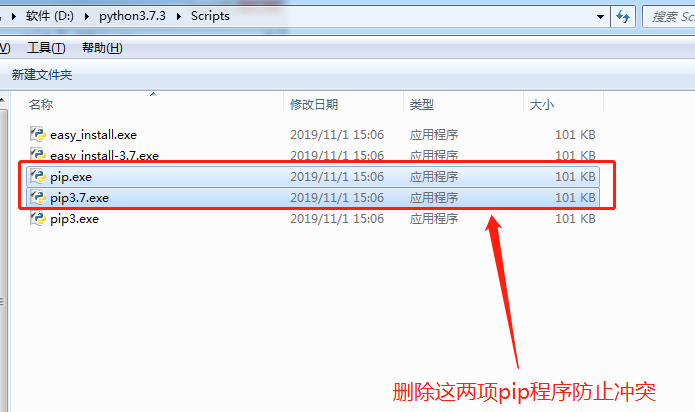 软件 (D:) ▸ python3.7.3 ▸ Scripts
搜索 Sc
V) 工具(T) 帮助(H)
新建文件夹
名称 修改日期 类型 大小
easy_install.exe 2019/11/1 15:06 应用程序 101 KB
easy_install-3.7.exe 2019/11/1 15:06 应用程序 101 KB
pip.exe 2019/11/1 15:06 应用程序 101 KB
pip3.7.exe 2019/11/1 15:06 应用程序 101 KB
pip3.exe 2019/11/1 15:06 应用程序 101 KB
删除这两项pip程序防止冲突